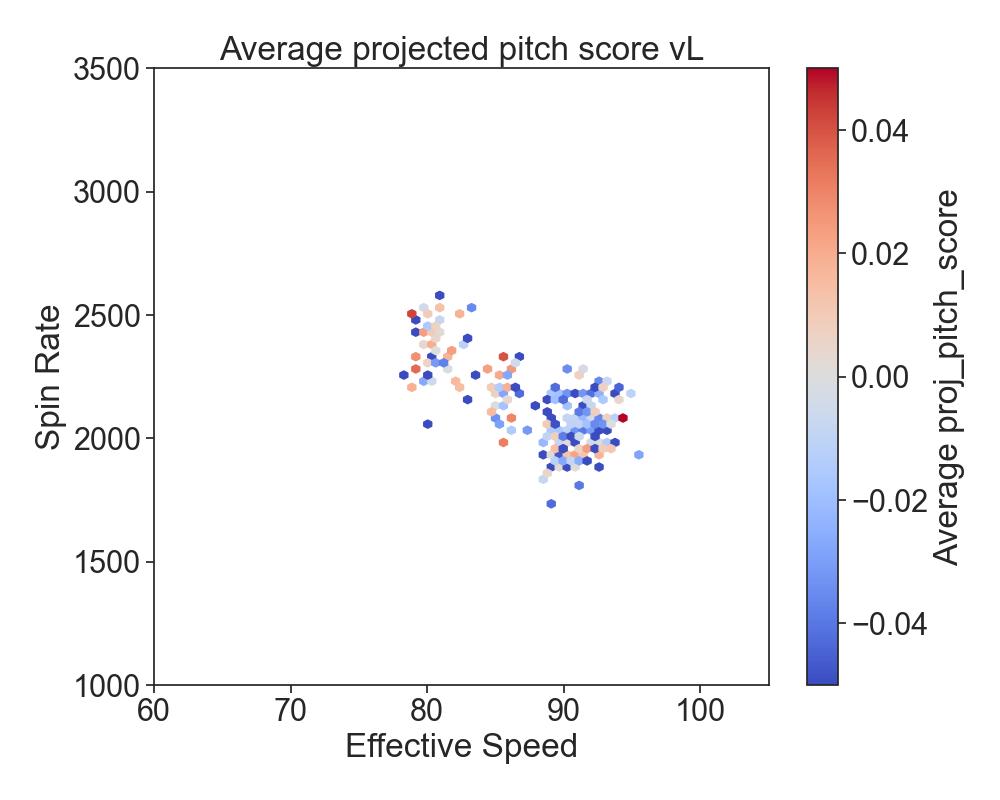 Average projected pitch score vL
3500
3000
2500
2000
1500
1000
Spin Rate
60 70 80 90 100
Effective Speed
0.04
0.02
0.00
−0.02
−0.04
Average proj_pitch_score